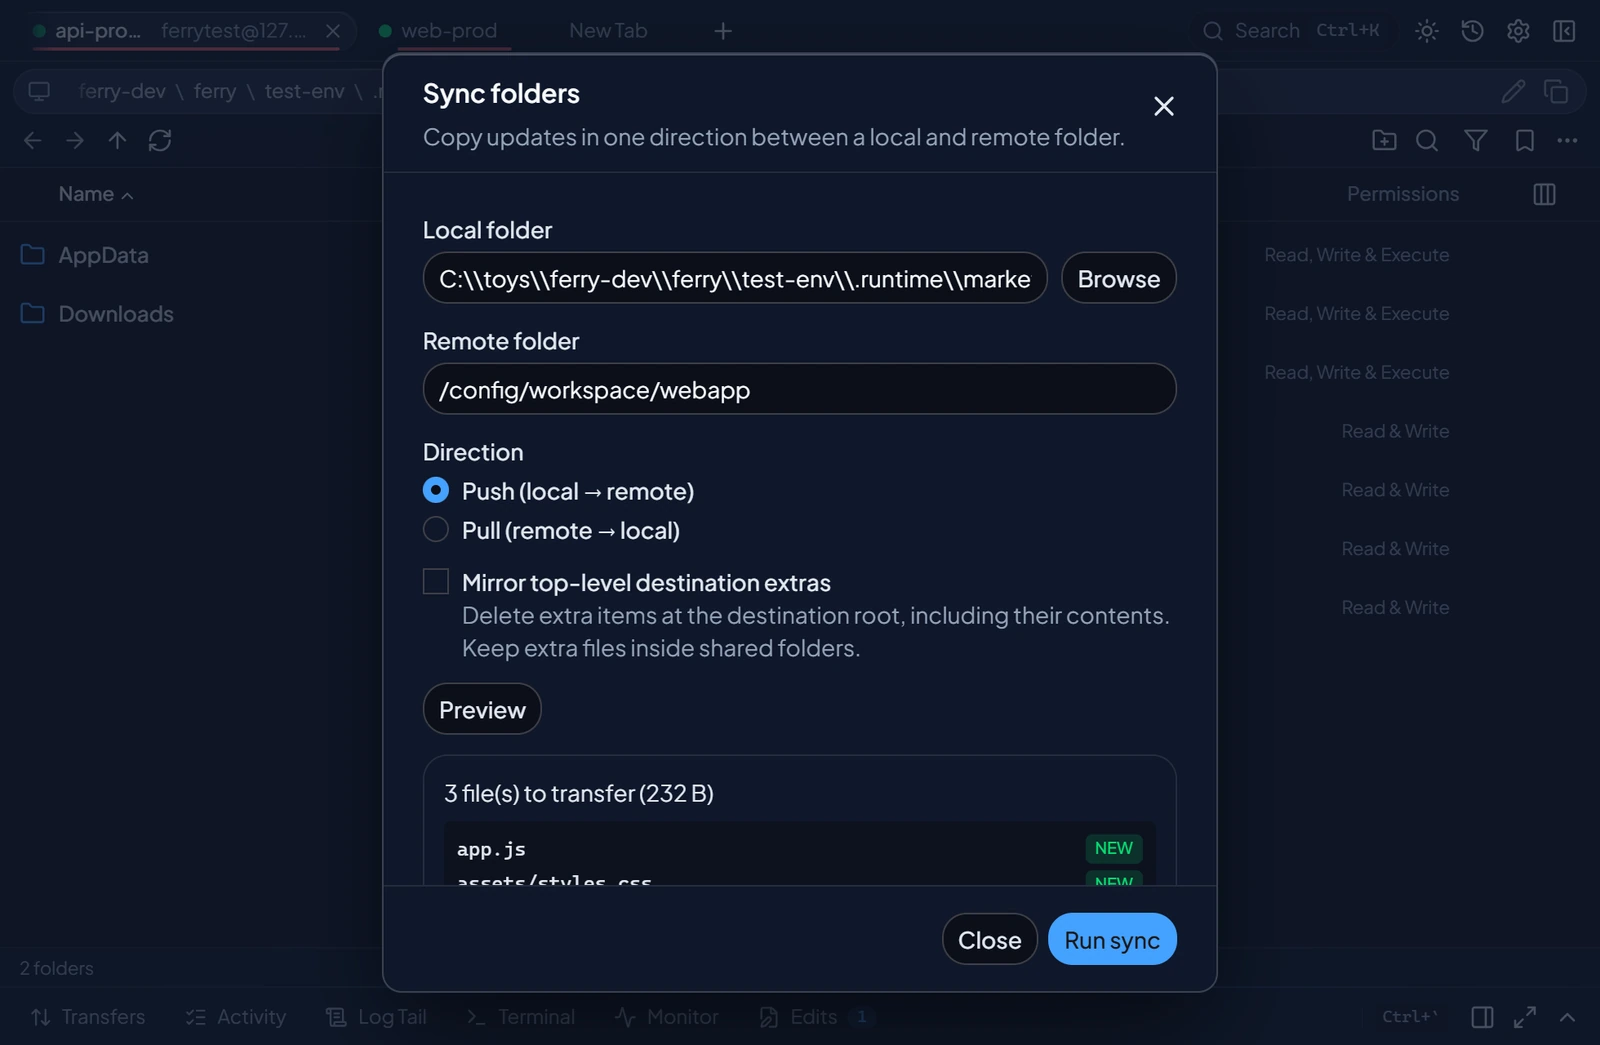 api-pro... ferrytest@127.... web-prod New Tab Search Ctrl+K
ferry-dev \ ferry \ test-env \
Name Permissions
AppData Read, Write & Execute
Downloads Read, Write & Execute
Read, Write & Execute
Read & Write
Read & Write
Read & Write
Read & Write
Sync folders
Copy updates in one direction between a local and remote folder.
Local folder
C:\\toys\\ferry-dev\\ferry\\test-env\\.runtime\\marke Browse
Remote folder
/config/workspace/webapp
Direction
Push (local → remote)
Pull (remote → local)
Mirror top-level destination extras
Delete extra items at the destination root, including their contents.
Keep extra files inside shared folders.
Preview
3 file(s) to transfer (232 B)
app.js NEW
assets/styles.css NEW
Close Run sync
2 folders
Transfers Activity Log Tail Terminal Monitor Edits 1 Ctrl+`